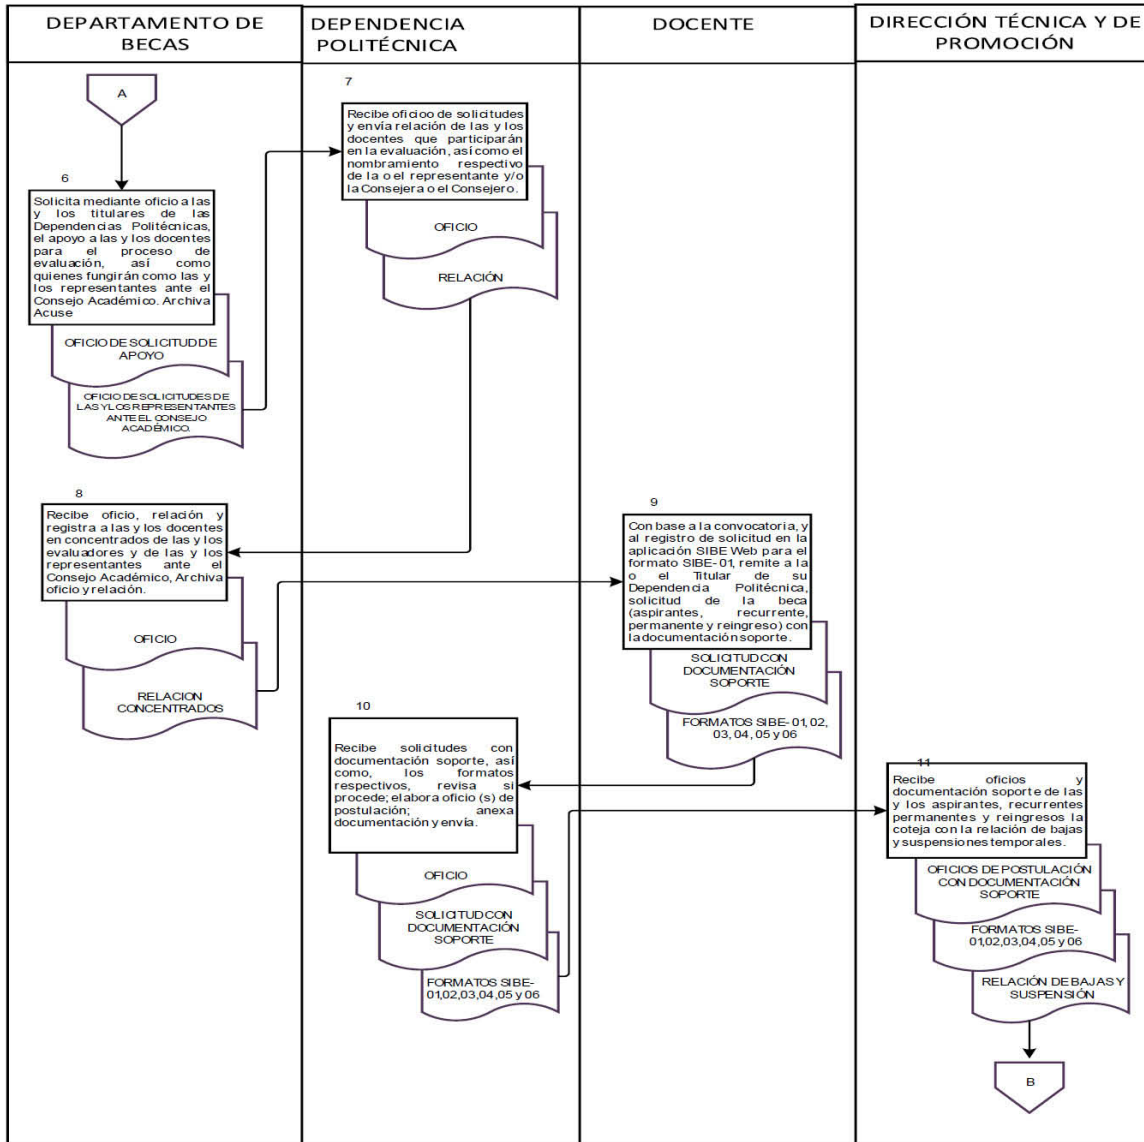 DEPARTAMENTO DE
BECAS
DEPENDENCIA
POLITÉCNICA
DOCENTE
DIRECCIÓN TÉCNICA Y DE
PROMOCIÓN
A
6
Solicita mediante oficio a las
y los titulares de las
Dependencias Politécnicas,
el apoyo a las y los docentes
para el proceso de
evaluación, así como
quienes fungirán como las y
los representantes ante el
Consejo Académico. Archiva
Acuse
OFICIO DE SOLICITUD DE
APOYO
OFICIO DE SOLICITUDES DE
LAS Y LOS REPRESENTANTES
ANTE EL CONSEJO
ACADÉMICO.
7
Recibe oficioo de solicitudes
y envía relación de las y los
docentes que participarán
en la evaluación, así como el
nombramiento respectivo
de la o el representante y/o
la Consejera o el Consejero.
OFICIO
RELACIÓN
8
Recibe oficio, relación y
registra a las y los docentes
en concentrados de las y los
evaluadores y de las y los
representantes ante el
Consejo Académico, Archiva
oficio y relación.
OFICIO
RELACION
CONCENTRADOS
9
Con base a la convocatoria, y
al registro de solicitud en la
aplicación SIBE Web para el
formato SIBE-01, remite a la
o el Titular de su
Dependencia Politécnica,
solicitud de la beca
(aspirantes, recurrente,
permanente y reingreso) con
la documentación soporte.
SOLICITUD CON
DOCUMENTACIÓN
SOPORTE
FORMATOS SIBE-01, 02,
03, 04, 05 y 06
10
Recibe solicitudes con
documentación soporte, así
como, los formatos
respectivos, revisa si
procede; elabora oficio (s) de
postulación; anexa
documentación y envía.
OFICIO
SOLICITUD CON
DOCUMENTACIÓN
SOPORTE
FORMATOS SIBE-
01,02,03,04,05 y 06
11
Recibe oficios y
documentación soporte de las
y los aspirantes, recurrentes
permanentes y reingresos la
coteja con la relación de bajas
y suspensiones temporales.
OFICIOS DE POSTULACIÓN
CON DOCUMENTACIÓN
SOPORTE
FORMATOS SIBE-
01,02,03,04,05 y 06
RELACIÓN DE BAJAS Y
SUSPENSIÓN
B